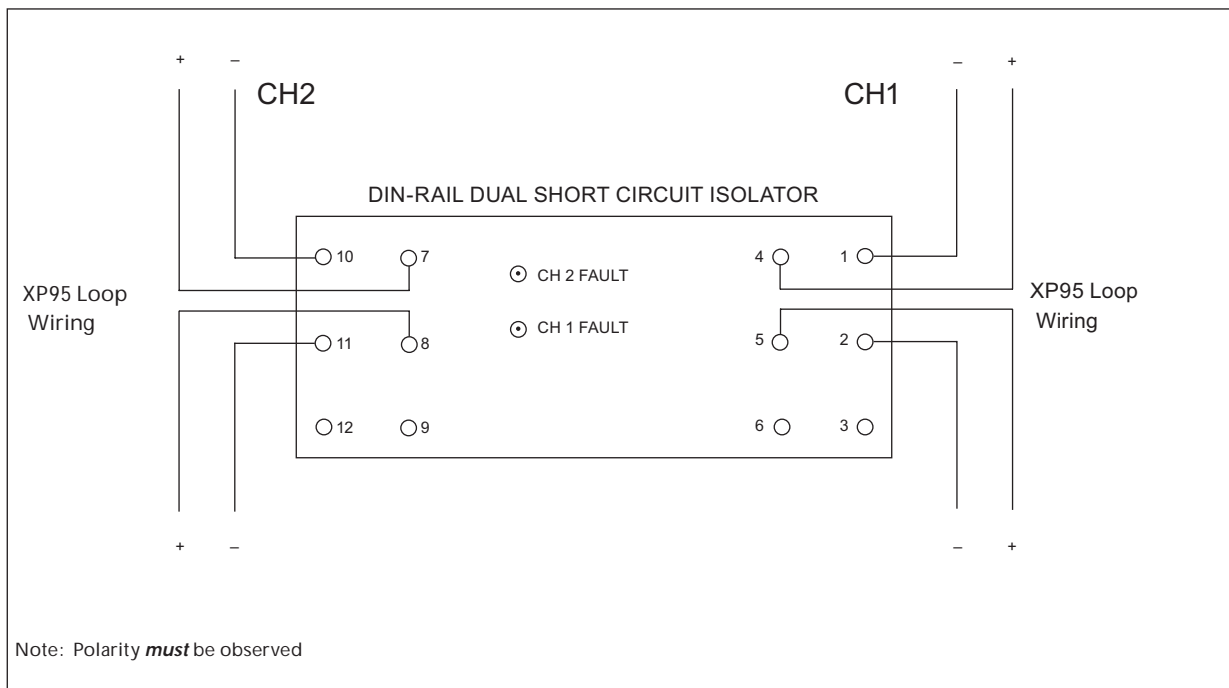 + – – +
CH2 CH1
DIN-RAIL DUAL SHORT CIRCUIT ISOLATOR
10 7 4 1
CH 2 FAULT
XP95 Loop
Wiring
XP95 Loop
Wiring
CH 1 FAULT
11 8 5 2
12 9 6 3
+ – – +
Note: Polarity must be observed